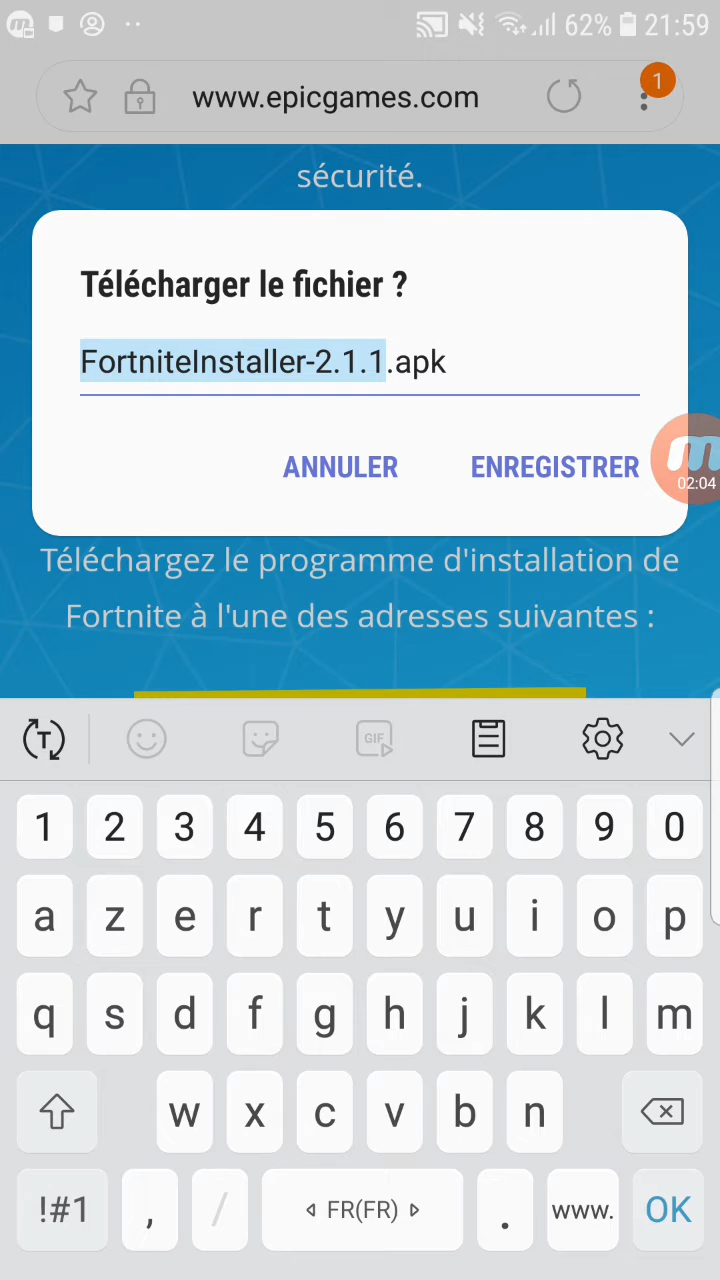 62% 21:59
www.epicgames.com
1
sécurité.
Télécharger le fichier ?
FortniteInstaller-2.1.1.apk
ANNULER ENREGISTRER
02:04
Téléchargez le programme d'installation de
Fortnite à l'une des adresses suivantes :
T GIF
1 2 3 4 5 6 7 8 9 0
a z e r t y u i o p
q s d f g h j k l m
w x c v b n
!#1 , / FR(FR) . www. OK